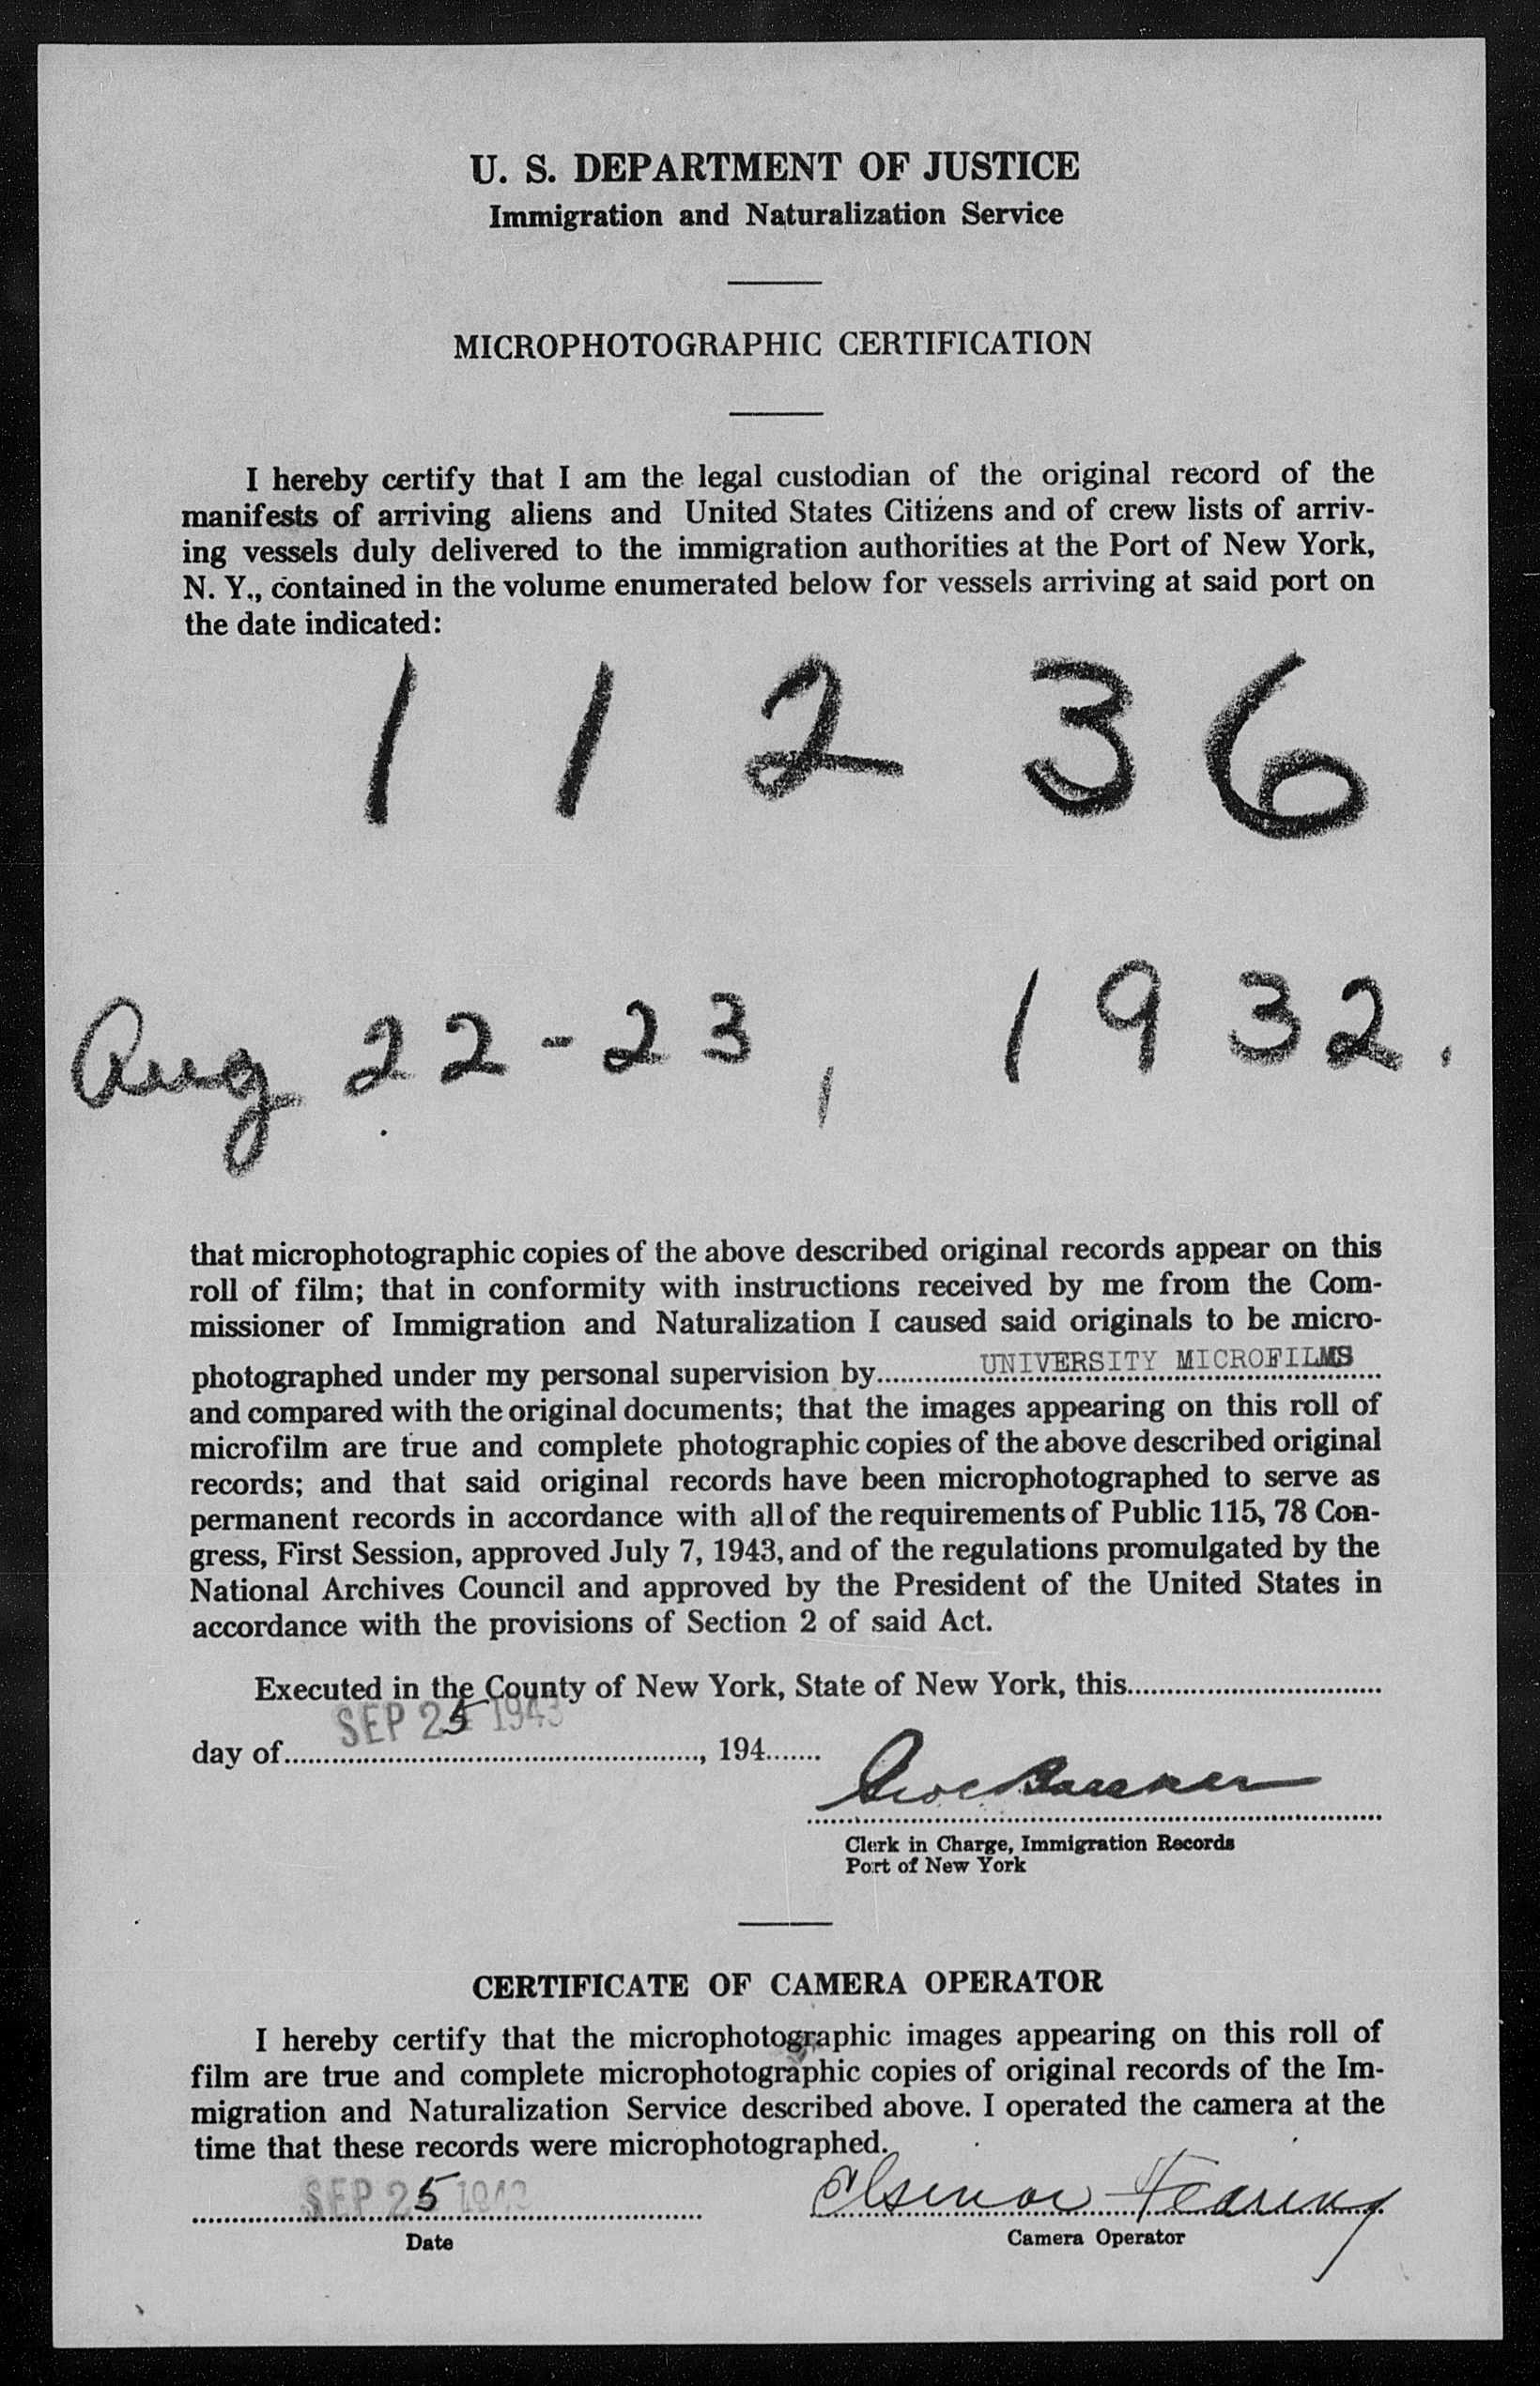 U. S. DEPARTMENT OF JUSTICE
Immigration and Naturalization Service
MICROPHOTOGRAPHIC CERTIFICATION
I hereby certify that I am the legal custodian of the original record of the
manifests of arriving aliens and United States Citizens and of crew lists of arriv-
ing vessels duly delivered to the immigration authorities at the Port of New York,
N. Y., contained in the volume enumerated below for vessels arriving at said port on
the date indicated:
1 1 2 3 6
Aug 22-23, 1932.
that microphotographic copies of the above described original records appear on this
roll of film; that in conformity with instructions received by me from the Com-
missioner of Immigration and Naturalization I caused said originals to be micro-
photographed under my personal supervision by UNIVERSITY MICROFILMS
and compared with the original documents; that the images appearing on this roll of
microfilm are true and complete photographic copies of the above described original
records; and that said original records have been microphotographed to serve as
permanent records in accordance with all of the requirements of Public 115, 78 Con-
gress, First Session, approved July 7, 1943, and of the regulations promulgated by the
National Archives Council and approved by the President of the United States in
accordance with the provisions of Section 2 of said Act.
Executed in the County of New York, State of New York, this
SEP 25 1943
day of, 194
Clerk in Charge, Immigration Records
Port of New York
CERTIFICATE OF CAMERA OPERATOR
I hereby certify that the microphotographic images appearing on this roll of
film are true and complete microphotographic copies of original records of the Im-
migration and Naturalization Service described above. I operated the camera at the
time that these records were microphotographed.
SEP 25 1943
Date
Camera Operator